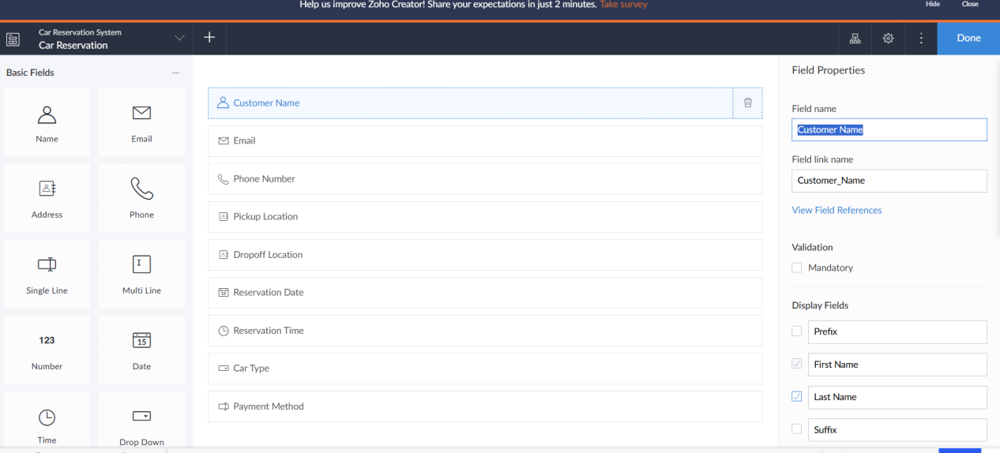 Help us improve Zoho Creator! Share your expectations in just 2 minutes. Take survey
Hide
Close
Car Reservation System
Car Reservation
Done
Basic Fields
Name
Email
Address
Phone
Single Line
Multi Line
123
Number
15
Date
Time
Drop Down
Customer Name
Email
Phone Number
Pickup Location
Dropoff Location
Reservation Date
Reservation Time
Car Type
Payment Method
Field Properties
Field name
Customer Name
Field link name
Customer_Name
View Field References
Validation
Mandatory
Display Fields
Prefix
First Name
Last Name
Suffix